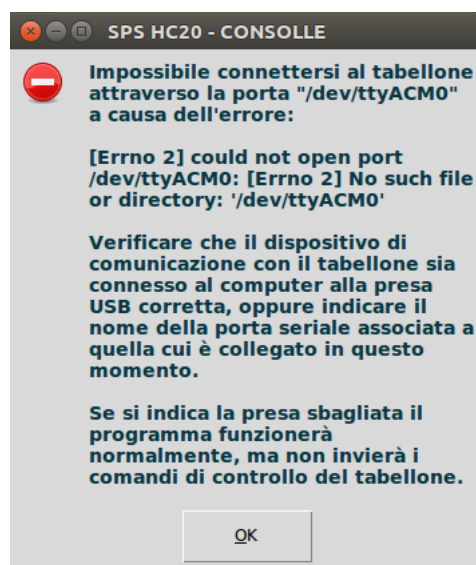 SPS HC20 - CONSOLLE
Impossibile connettersi al tabellone
attraverso la porta "/dev/ttyACM0"
a causa dell'errore:
[Errno 2] could not open port
/dev/ttyACM0: [Errno 2] No such file
or directory: '/dev/ttyACM0'
Verificare che il dispositivo di
comunicazione con il tabellone sia
connesso al computer alla presa
USB corretta, oppure indicare il
nome della porta seriale associata a
quella cui è collegato in questo
momento.
Se si indica la presa sbagliata il
programma funzionerà
normalmente, ma non invierà i
comandi di controllo del tabellone.
OK